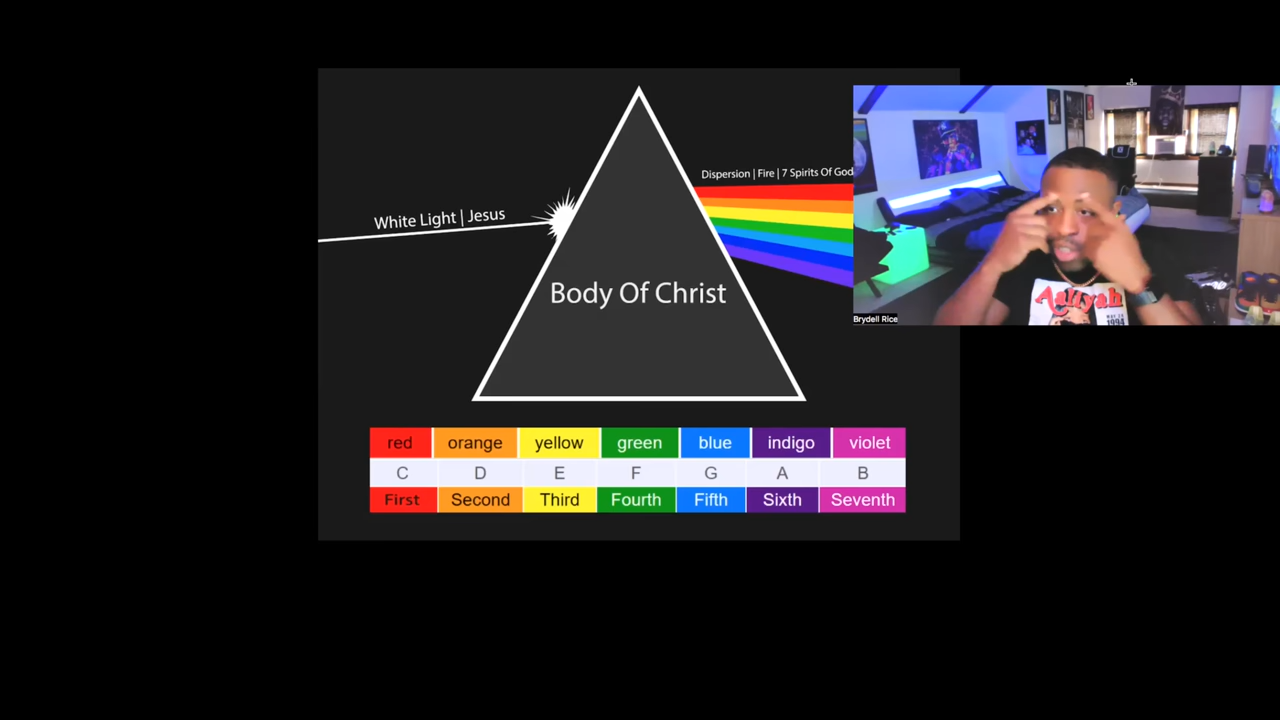 Dispersion | Fire | 7 Spirits Of God
White Light | Jesus
Body Of Christ
Brydell Rice
Aaliyah
1994
red orange yellow green blue indigo violet
C D E F G A B
First Second Third Fourth Fifth Sixth Seventh